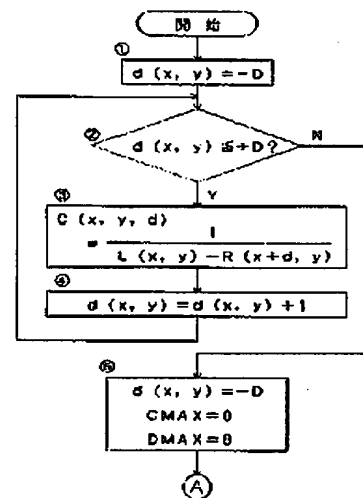 開始
①
d (x, y) =-D
②
d (x, y) ≦+D?
N
Y
③
C (x, y, d)
= 1
L (x, y) -R (x+d, y)
④
d (x, y) =d (x, y) +1
⑤
d (x, y) =-D
CMAX=0
DMAX=0
A